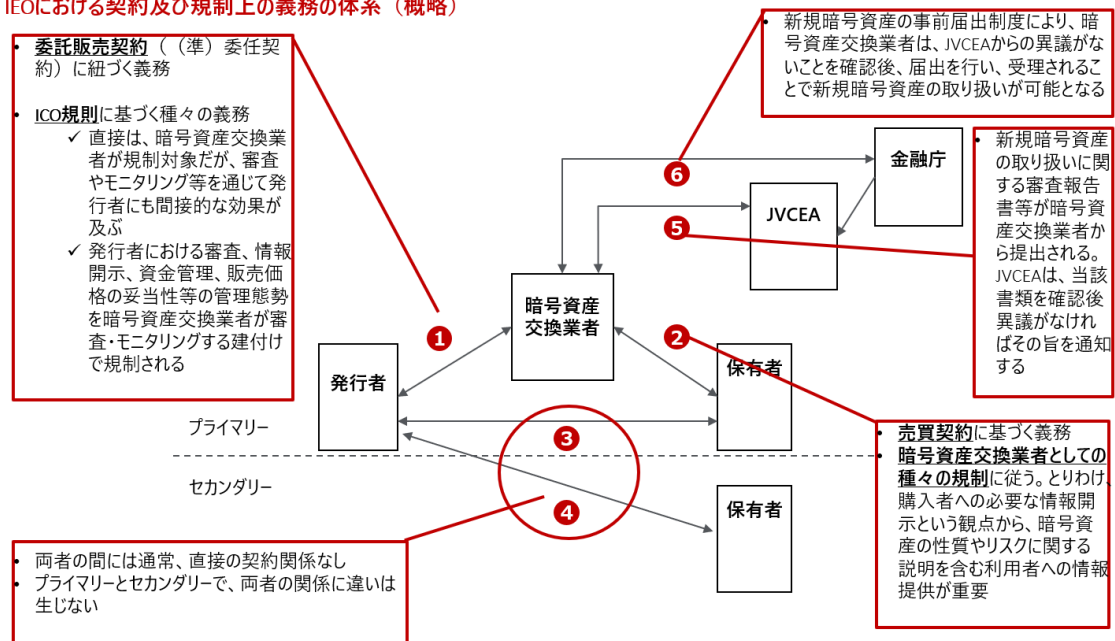 IEOにおける契約及び規制上の義務の体系（概略）
• 委託販売契約（（準）委任契
約）に紐づく義務
• ICO規則に基づく種々の義務
✓ 直接は、暗号資産交換業
者が規制対象だが、審査
やモニタリング等を通じて発
行者にも間接的な効果が
及ぶ
✓ 発行者における審査、情報
開示、資金管理、販売価
格の妥当性等の管理態勢
を暗号資産交換業者が審
査・モニタリングする建付け
で規制される
• 新規暗号資産の事前届出制度により、暗
号資産交換業者は、JVCEAからの異議がな
いことを確認後、届出を行い、受理されるこ
とで新規暗号資産の取り扱いが可能となる
❻
金融庁
JVCEA
❺
• 新規暗号資産
の取り扱いに関
する審査報告
書等が暗号資
産交換業者か
ら提出される。
JVCEAは、当該
書類を確認後
異議がなけれ
ばその旨を通知
する
暗号資産
交換業者
❶
❷
発行者
保有者
プライマリー
❸
セカンダリー
❹
保有者
• 売買契約に基づく義務
• 暗号資産交換業者としての
種々の規制に従う。とりわけ、
購入者への必要な情報開
示という観点から、暗号資
産の性質やリスクに関する
説明を含む利用者への情報
提供が重要
• 両者の間には通常、直接の契約関係なし
• プライマリーとセカンダリーで、両者の関係に違いは
生じない